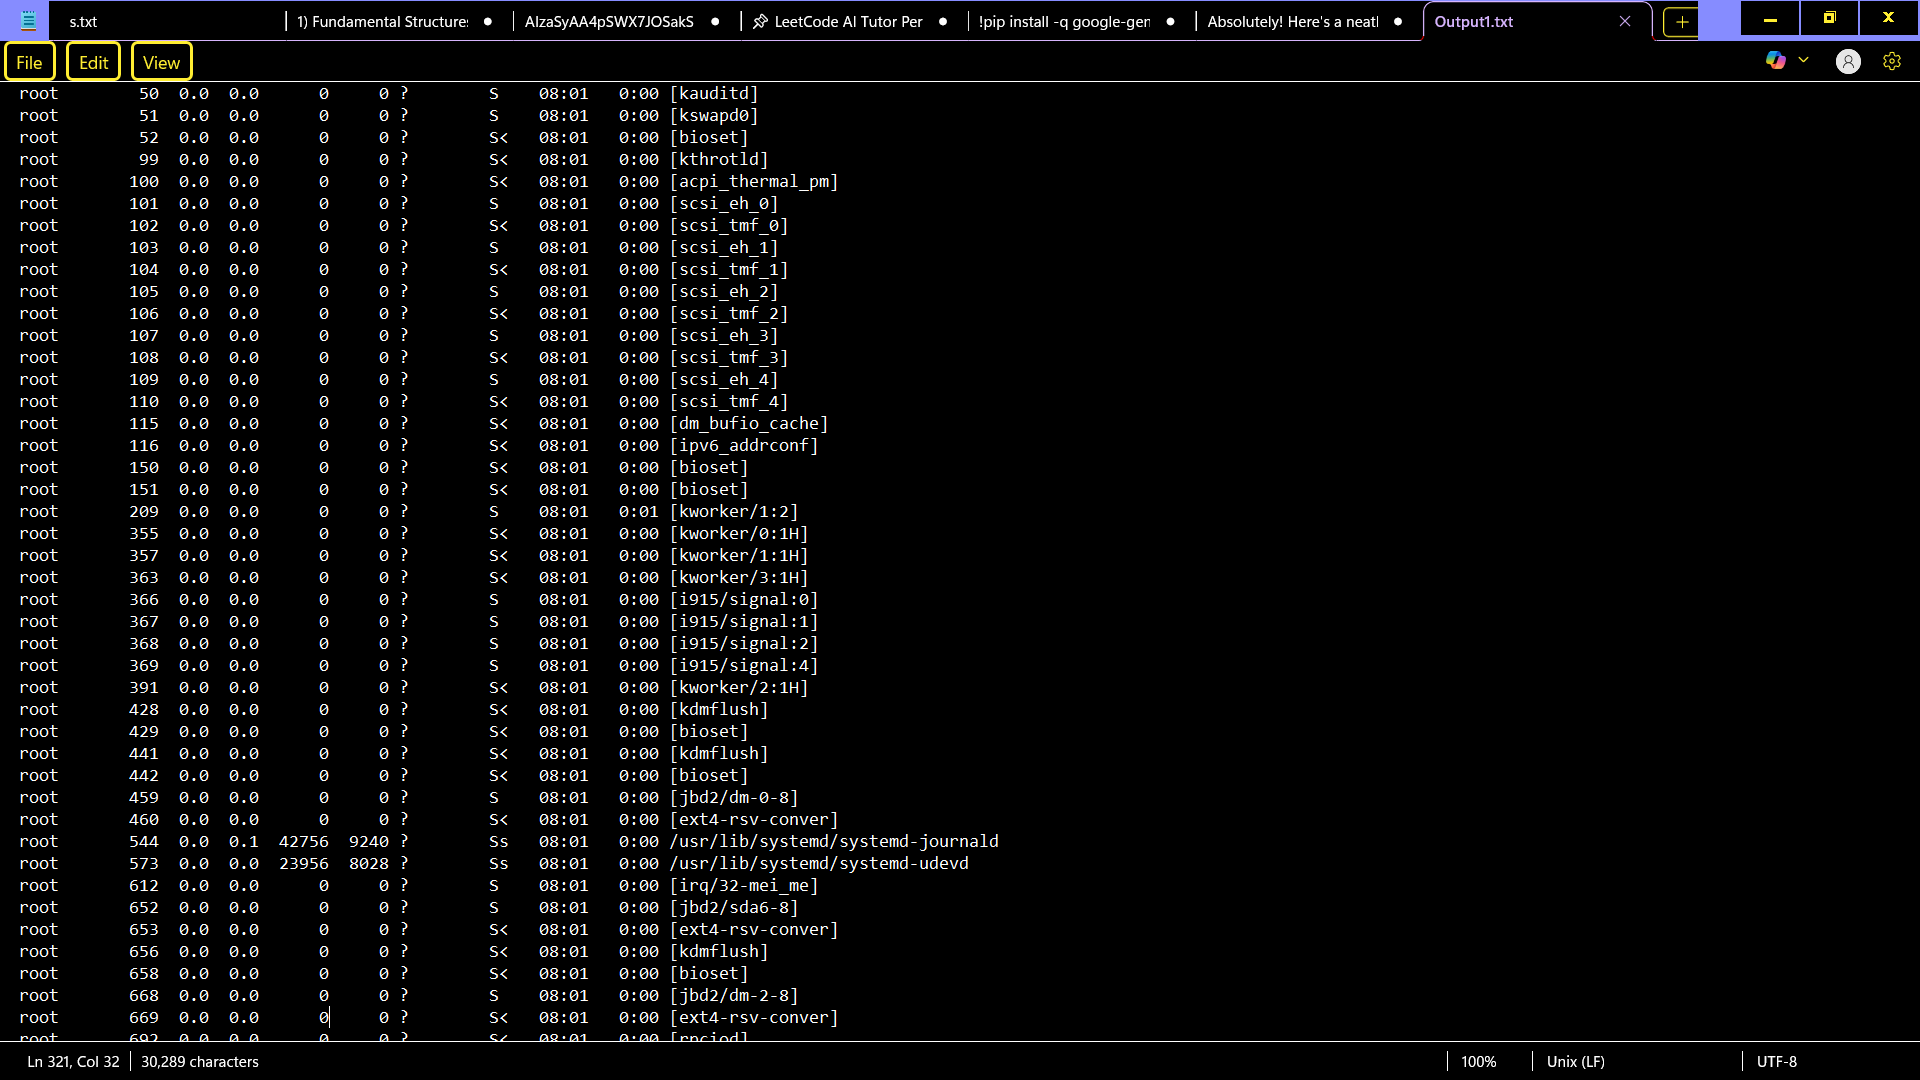 s.txt
1) Fundamental Structure:
AIzaSyAA4pSWX7JOSakS
LeetCode AI Tutor Per
!pip install -q google-gen
Absolutely! Here's a neatl
Output1.txt
File Edit View
root 50 0.0 0.0 0 0 ? S 08:01 0:00 [kauditd]
root 51 0.0 0.0 0 0 ? S 08:01 0:00 [kswapd0]
root 52 0.0 0.0 0 0 ? S< 08:01 0:00 [bioset]
root 99 0.0 0.0 0 0 ? S< 08:01 0:00 [kthrotld]
root 100 0.0 0.0 0 0 ? S< 08:01 0:00 [acpi_thermal_pm]
root 101 0.0 0.0 0 0 ? S 08:01 0:00 [scsi_eh_0]
root 102 0.0 0.0 0 0 ? S< 08:01 0:00 [scsi_tmf_0]
root 103 0.0 0.0 0 0 ? S 08:01 0:00 [scsi_eh_1]
root 104 0.0 0.0 0 0 ? S< 08:01 0:00 [scsi_tmf_1]
root 105 0.0 0.0 0 0 ? S 08:01 0:00 [scsi_eh_2]
root 106 0.0 0.0 0 0 ? S< 08:01 0:00 [scsi_tmf_2]
root 107 0.0 0.0 0 0 ? S 08:01 0:00 [scsi_eh_3]
root 108 0.0 0.0 0 0 ? S< 08:01 0:00 [scsi_tmf_3]
root 109 0.0 0.0 0 0 ? S 08:01 0:00 [scsi_eh_4]
root 110 0.0 0.0 0 0 ? S< 08:01 0:00 [scsi_tmf_4]
root 115 0.0 0.0 0 0 ? S< 08:01 0:00 [dm_bufio_cache]
root 116 0.0 0.0 0 0 ? S< 08:01 0:00 [ipv6_addrconf]
root 150 0.0 0.0 0 0 ? S< 08:01 0:00 [bioset]
root 151 0.0 0.0 0 0 ? S< 08:01 0:00 [bioset]
root 209 0.0 0.0 0 0 ? S 08:01 0:01 [kworker/1:2]
root 355 0.0 0.0 0 0 ? S< 08:01 0:00 [kworker/0:1H]
root 357 0.0 0.0 0 0 ? S< 08:01 0:00 [kworker/1:1H]
root 363 0.0 0.0 0 0 ? S< 08:01 0:00 [kworker/3:1H]
root 366 0.0 0.0 0 0 ? S 08:01 0:00 [i915/signal:0]
root 367 0.0 0.0 0 0 ? S 08:01 0:00 [i915/signal:1]
root 368 0.0 0.0 0 0 ? S 08:01 0:00 [i915/signal:2]
root 369 0.0 0.0 0 0 ? S 08:01 0:00 [i915/signal:4]
root 391 0.0 0.0 0 0 ? S< 08:01 0:00 [kworker/2:1H]
root 428 0.0 0.0 0 0 ? S< 08:01 0:00 [kdmflush]
root 429 0.0 0.0 0 0 ? S< 08:01 0:00 [bioset]
root 441 0.0 0.0 0 0 ? S< 08:01 0:00 [kdmflush]
root 442 0.0 0.0 0 0 ? S< 08:01 0:00 [bioset]
root 459 0.0 0.0 0 0 ? S 08:01 0:00 [jbd2/dm-0-8]
root 460 0.0 0.0 0 0 ? S< 08:01 0:00 [ext4-rsv-conver]
root 544 0.0 0.1 42756 9240 ? Ss 08:01 0:00 /usr/lib/systemd/systemd-journald
root 573 0.0 0.0 23956 8028 ? Ss 08:01 0:00 /usr/lib/systemd/systemd-udevd
root 612 0.0 0.0 0 0 ? S 08:01 0:00 [irq/32-mei_me]
root 652 0.0 0.0 0 0 ? S 08:01 0:00 [jbd2/sda6-8]
root 653 0.0 0.0 0 0 ? S< 08:01 0:00 [ext4-rsv-conver]
root 656 0.0 0.0 0 0 ? S< 08:01 0:00 [kdmflush]
root 658 0.0 0.0 0 0 ? S< 08:01 0:00 [bioset]
root 668 0.0 0.0 0 0 ? S 08:01 0:00 [jbd2/dm-2-8]
root 669 0.0 0.0 0 0 ? S< 08:01 0:00 [ext4-rsv-conver]
root 692 0.0 0.0 0 0 ? S< 08:01 0:00 [rpciod]
Ln 321, Col 32 30,289 characters 100% Unix (LF) UTF-8